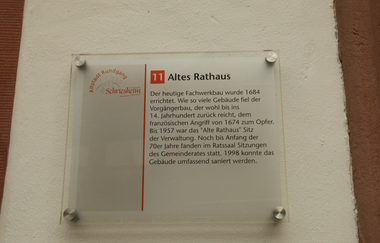 Altstadt Rundgang
Schriesheim
11 Altes Rathaus
Der heutige Fachwerkbau wurde 1684
errichtet. Wie so viele Gebäude fiel der
Vorgängerbau, der wohl bis ins
14. Jahrhundert zurück reicht, dem
französischen Angriff von 1674 zum Opfer.
Bis 1957 war das "Alte Rathaus" Sitz
der Verwaltung. Noch bis Anfang der
70er Jahre fanden im Ratssaal Sitzungen
des Gemeinderates statt. 1998 konnte das
Gebäude umfassend saniert werden.